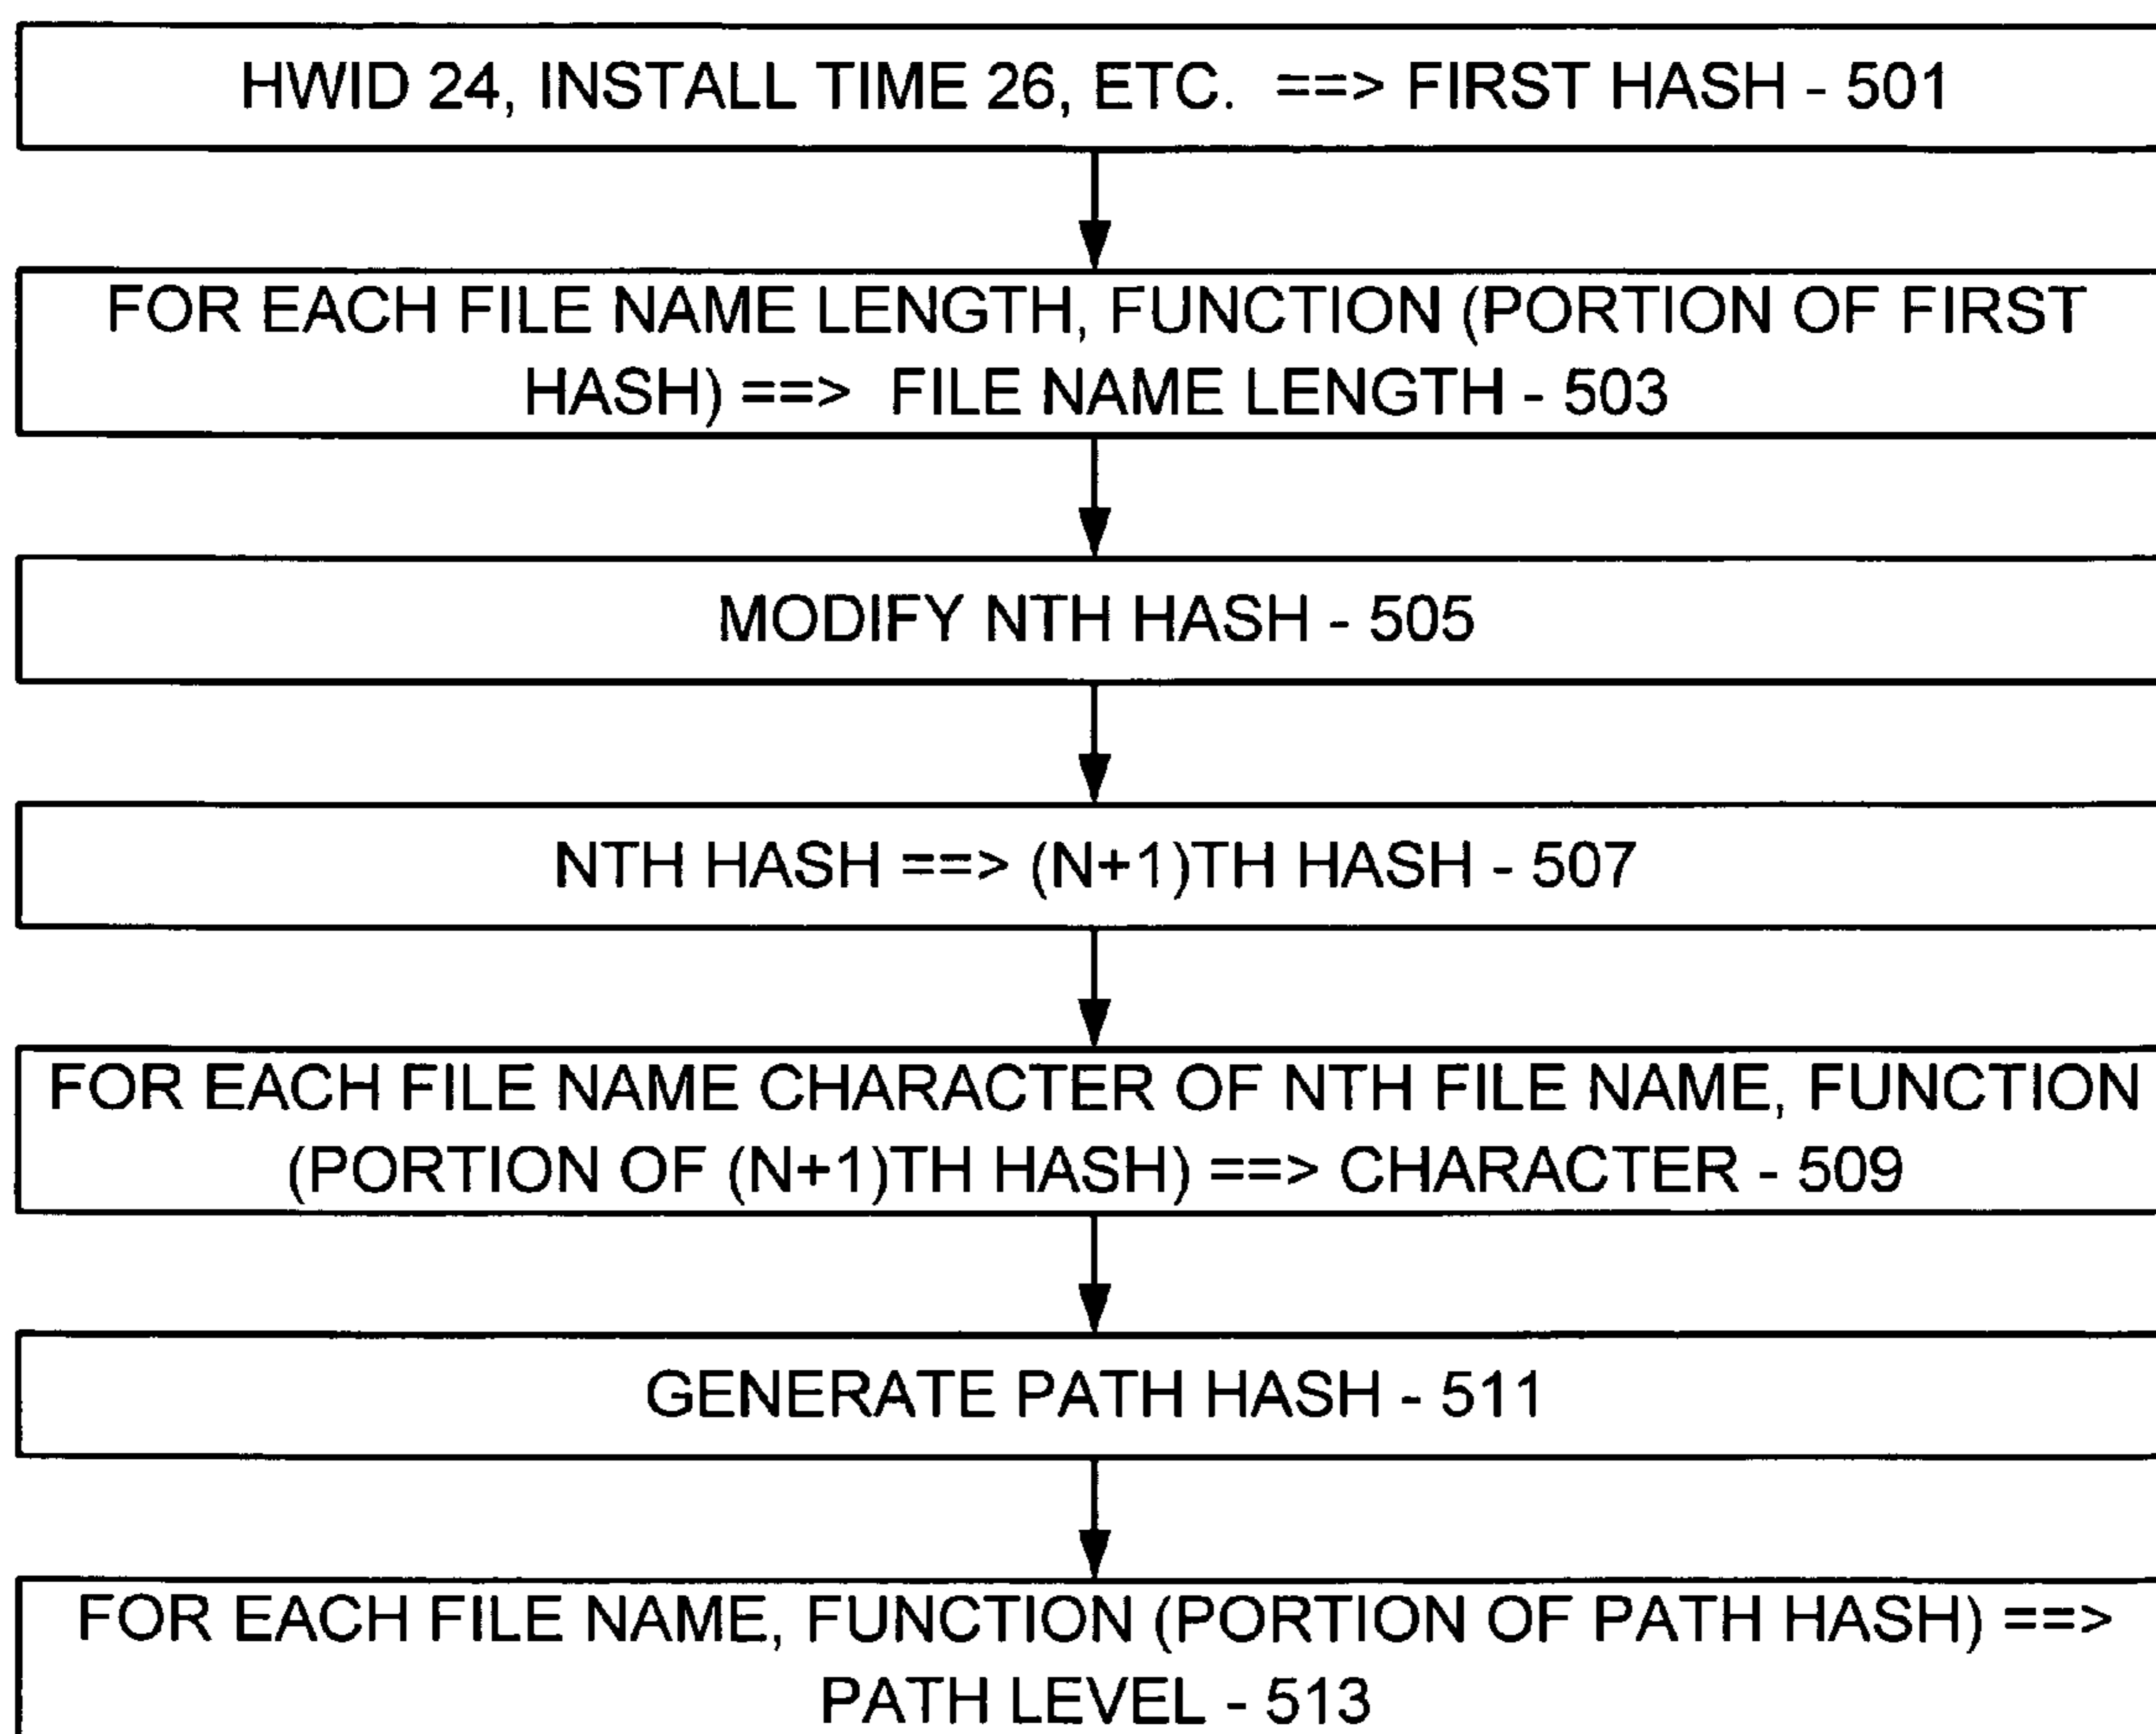 HWID 24, INSTALL TIME 26, ETC. ==> FIRST HASH - 501
FOR EACH FILE NAME LENGTH, FUNCTION (PORTION OF FIRST
HASH) ==> FILE NAME LENGTH - 503
MODIFY NTH HASH - 505
NTH HASH ==> (N+1)TH HASH - 507
FOR EACH FILE NAME CHARACTER OF NTH FILE NAME, FUNCTION
(PORTION OF (N+1)TH HASH) ==> CHARACTER - 509
GENERATE PATH HASH - 511
FOR EACH FILE NAME, FUNCTION (PORTION OF PATH HASH) ==>
PATH LEVEL - 513